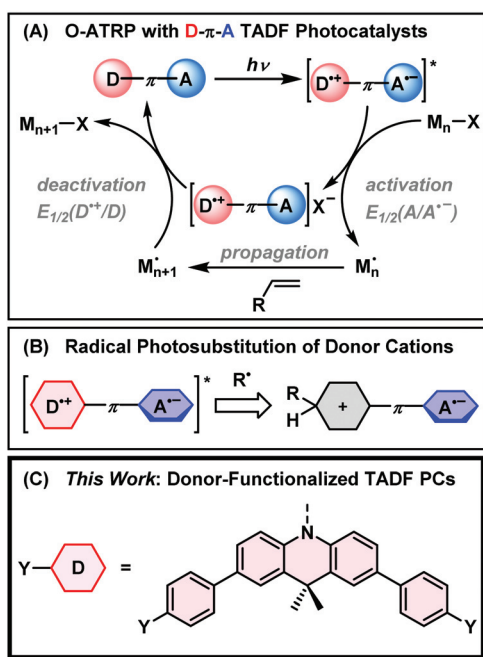 (A) O-ATRP with D-π-A TADF Photocatalysts
D π A hν [D•+ π A•−]*
Mn+1−X Mn−X
deactivation [D•+ π A]X− activation
E1/2(D•+/D) E1/2(A/A•−)
propagation
M•n+1 M•n
R
(B) Radical Photosubstitution of Donor Cations
[D•+ π A•−]* R• R H + π A•−
(C) This Work: Donor-Functionalized TADF PCs
N
Y D =
Y Y